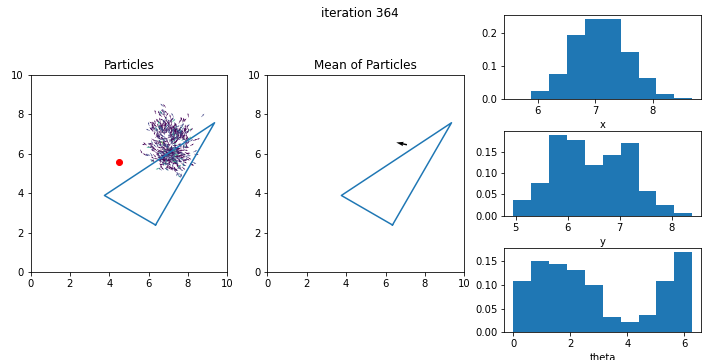 iteration 364
Particles
10
8
6
4
2
0
0 2 4 6 8 10
Mean of Particles
10
8
6
4
2
0
0 2 4 6 8 10
0.2
0.1
0.0
6 7 8
x
0.15
0.10
0.05
0.00
5 6 7 8
y
0.15
0.10
0.05
0.00
0 2 4 6
theta